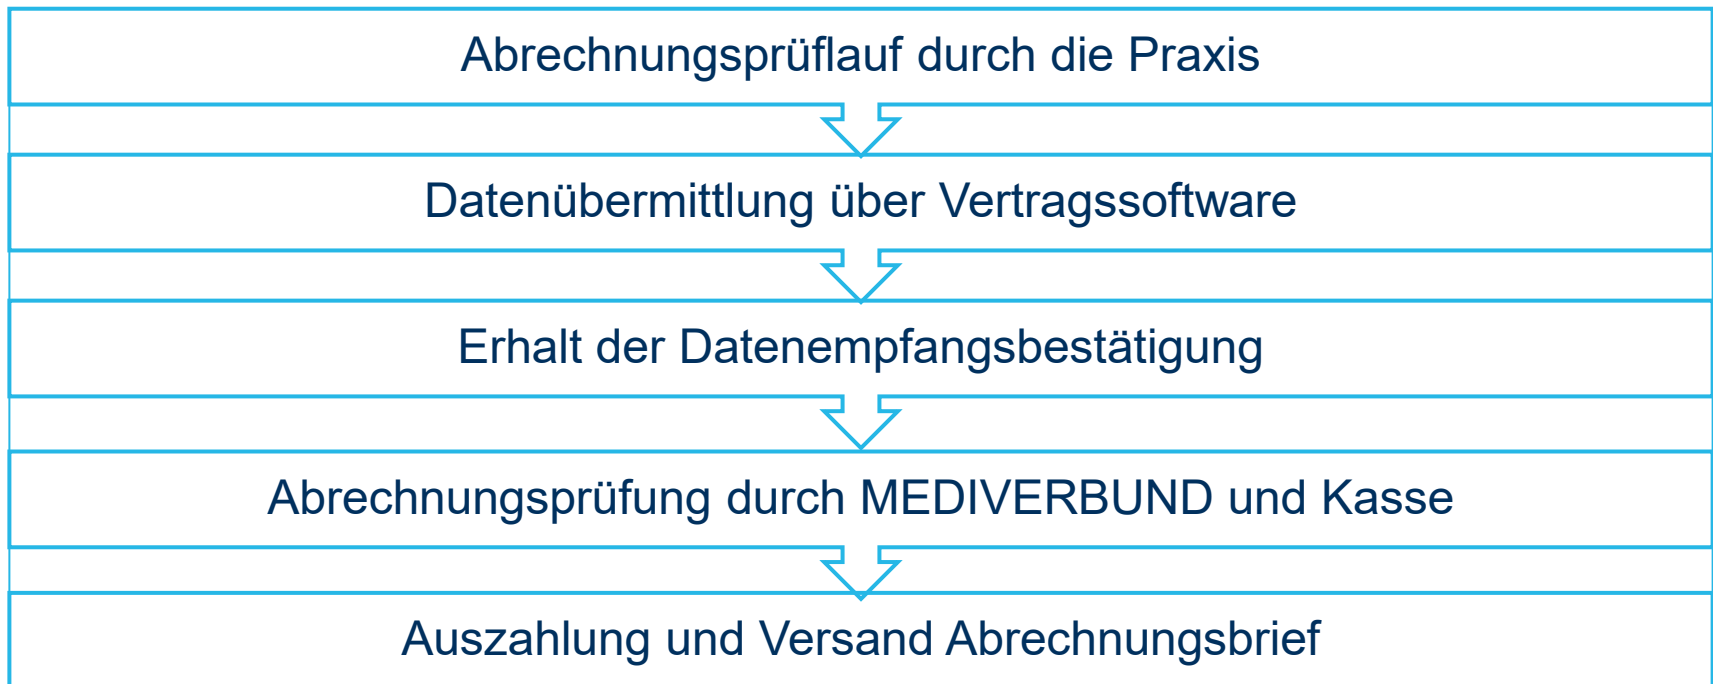 Abrechnungsprüflauf durch die Praxis
Datenübermittlung über Vertragssoftware
Erhalt der Datenempfangsbestätigung
Abrechnungsprüfung durch MEDIVERBUND und Kasse
Auszahlung und Versand Abrechnungsbrief